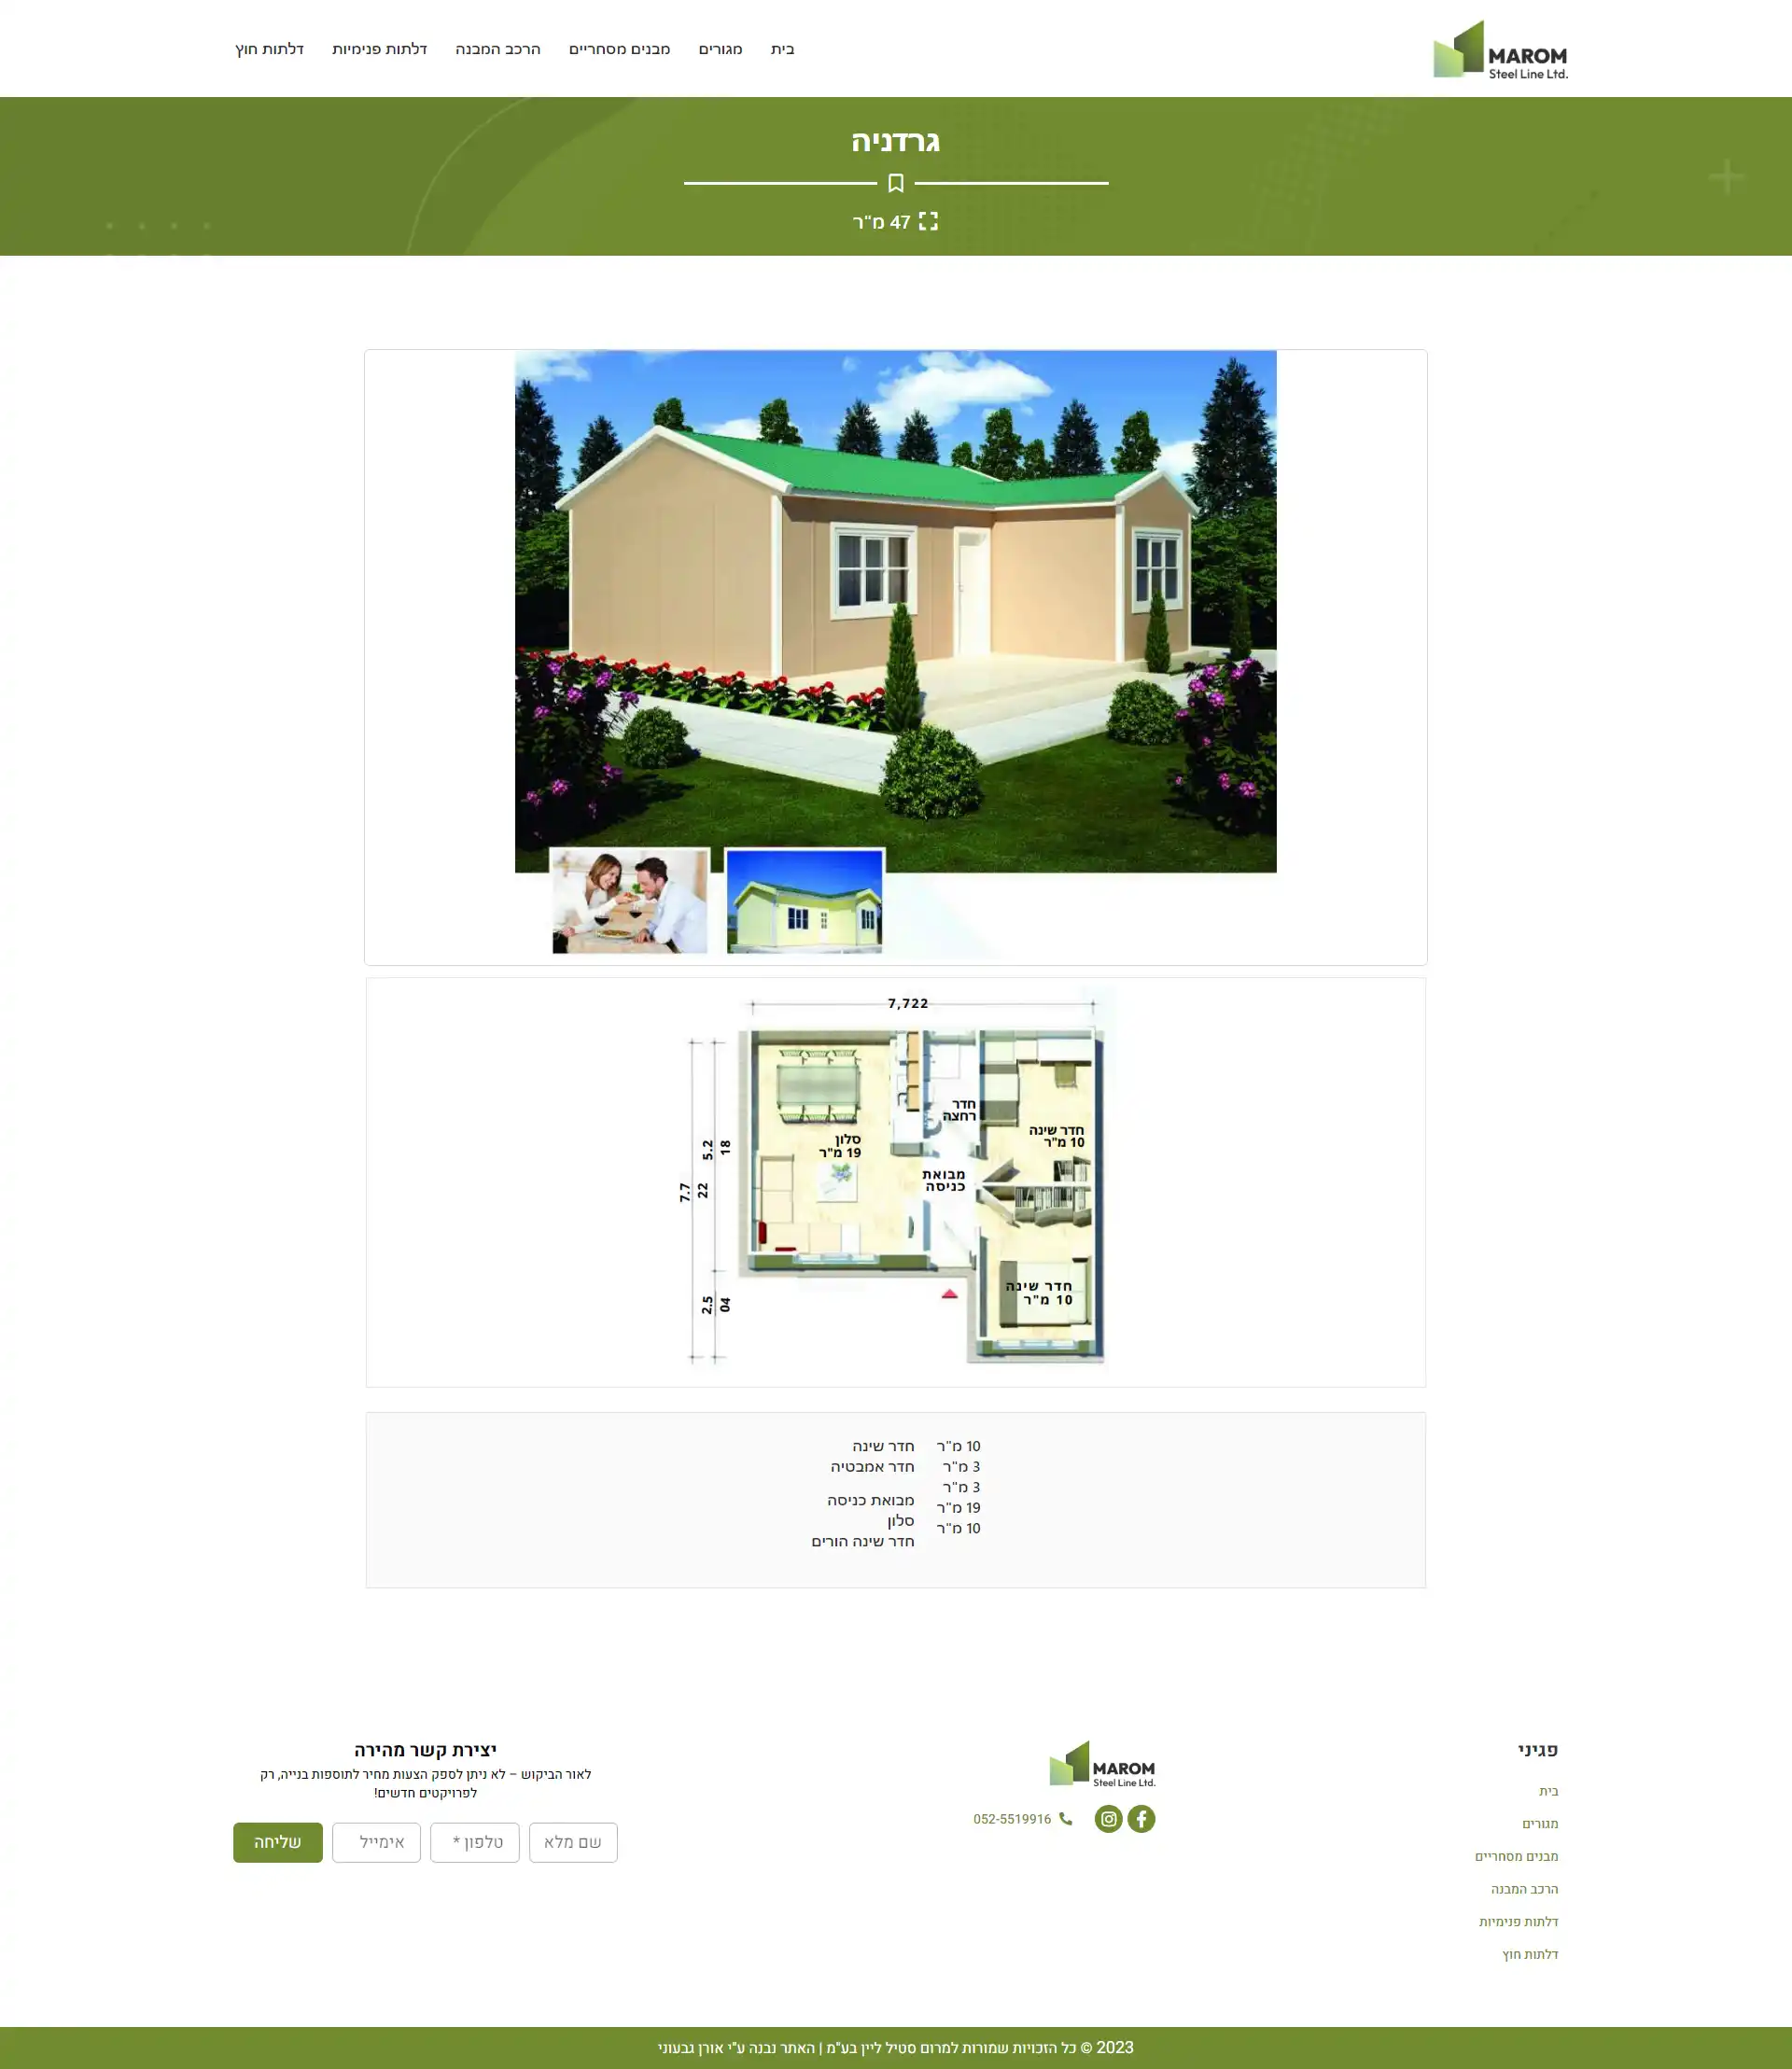 MAROM
Steel Line Ltd.
בית
מגורים
מבנים מסחריים
הרכב המבנה
דלתות פנימיות
דלתות חוץ
גרדניה
47 מ"ר
7,722
חדר
רחצה
חדר שינה
10 מ"ר
סלון
19 מ"ר
מבואת
כניסה
5.2
18
7.7
22
חדר שינה
10 מ"ר
2.5
04
10 מ"ר
3 מ"ר
3 מ"ר
19 מ"ר
10 מ"ר
חדר שינה
חדר אמבטיה
מבואת כניסה
סלון
חדר שינה הורים
פגיני
בית
מגורים
מבנים מסחריים
הרכב המבנה
דלתות פנימיות
דלתות חוץ
MAROM
Steel Line Ltd.
052-5519916
יצירת קשר מהירה
לאור הביקוש – לא ניתן לספק הצעות מחיר לתוספות בנייה, רק
לפרויקטים חדשים!
שם מלא
טלפון *
אימייל
שליחה
2023 © כל הזכויות שמורות למרום סטיל ליין בע"מ | האתר נבנה ע"י אורן גבעוני